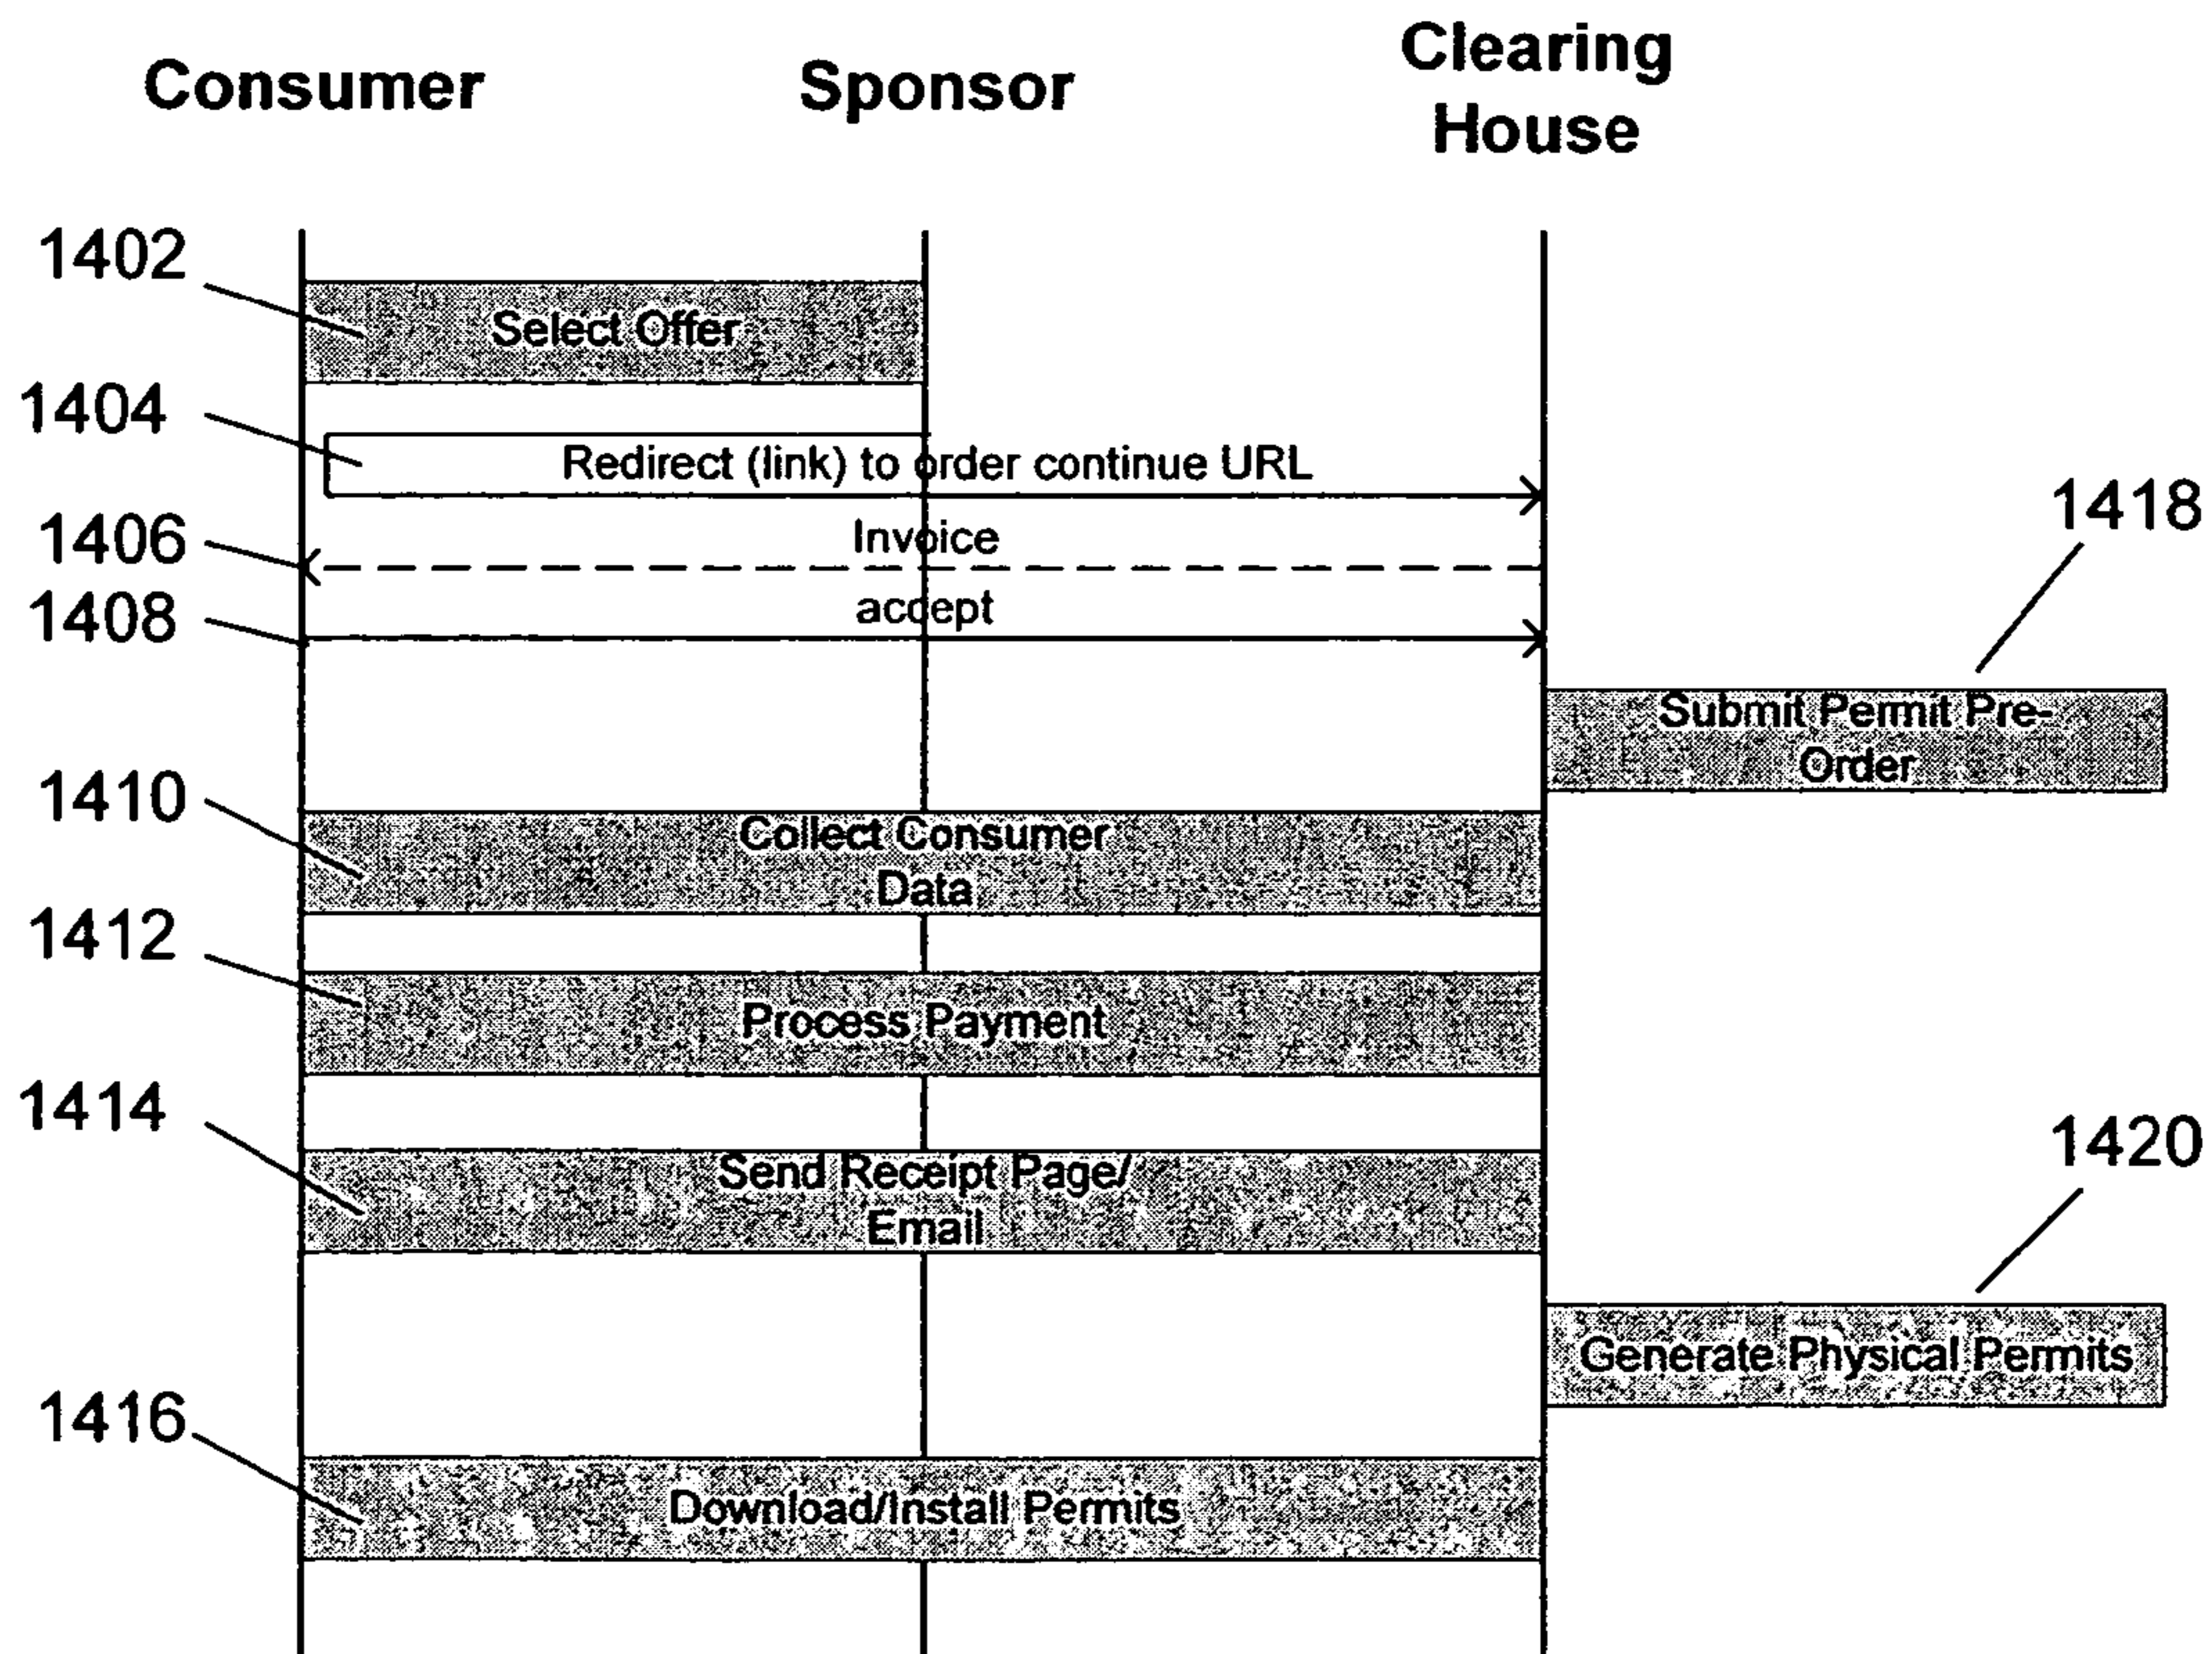 Consumer
Sponsor
Clearing
House
1402
Select Offer
1404
Redirect (link) to order continue URL
1406
Invoice
1408
accept
1418
Submit Permit Pre-
Order
1410
Collect Consumer
Data
1412
Process Payment
1414
Send Receipt Page/
Email
1420
Generate Physical Permits
1416
Download/Install Permits